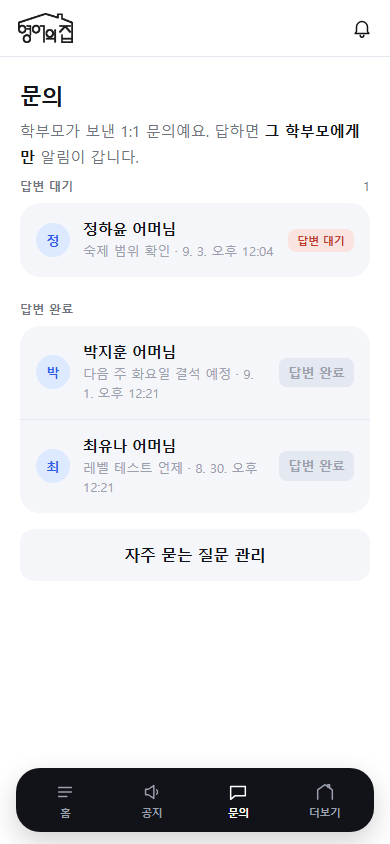 영어의집
문의
학부모가 보낸 1:1 문의예요. 답하면 그 학부모에게
만 알림이 갑니다.
답변 대기 1
정 정하윤 어머님
숙제 범위 확인 · 9. 3. 오후 12:04 답변 대기
답변 완료
박 박지훈 어머님
다음 주 화요일 결석 예정 · 9.
1. 오후 12:21 답변 완료
최 최유나 어머님
레벨 테스트 언제 · 8. 30. 오후
12:21 답변 완료
자주 묻는 질문 관리
홈 공지 문의 더보기